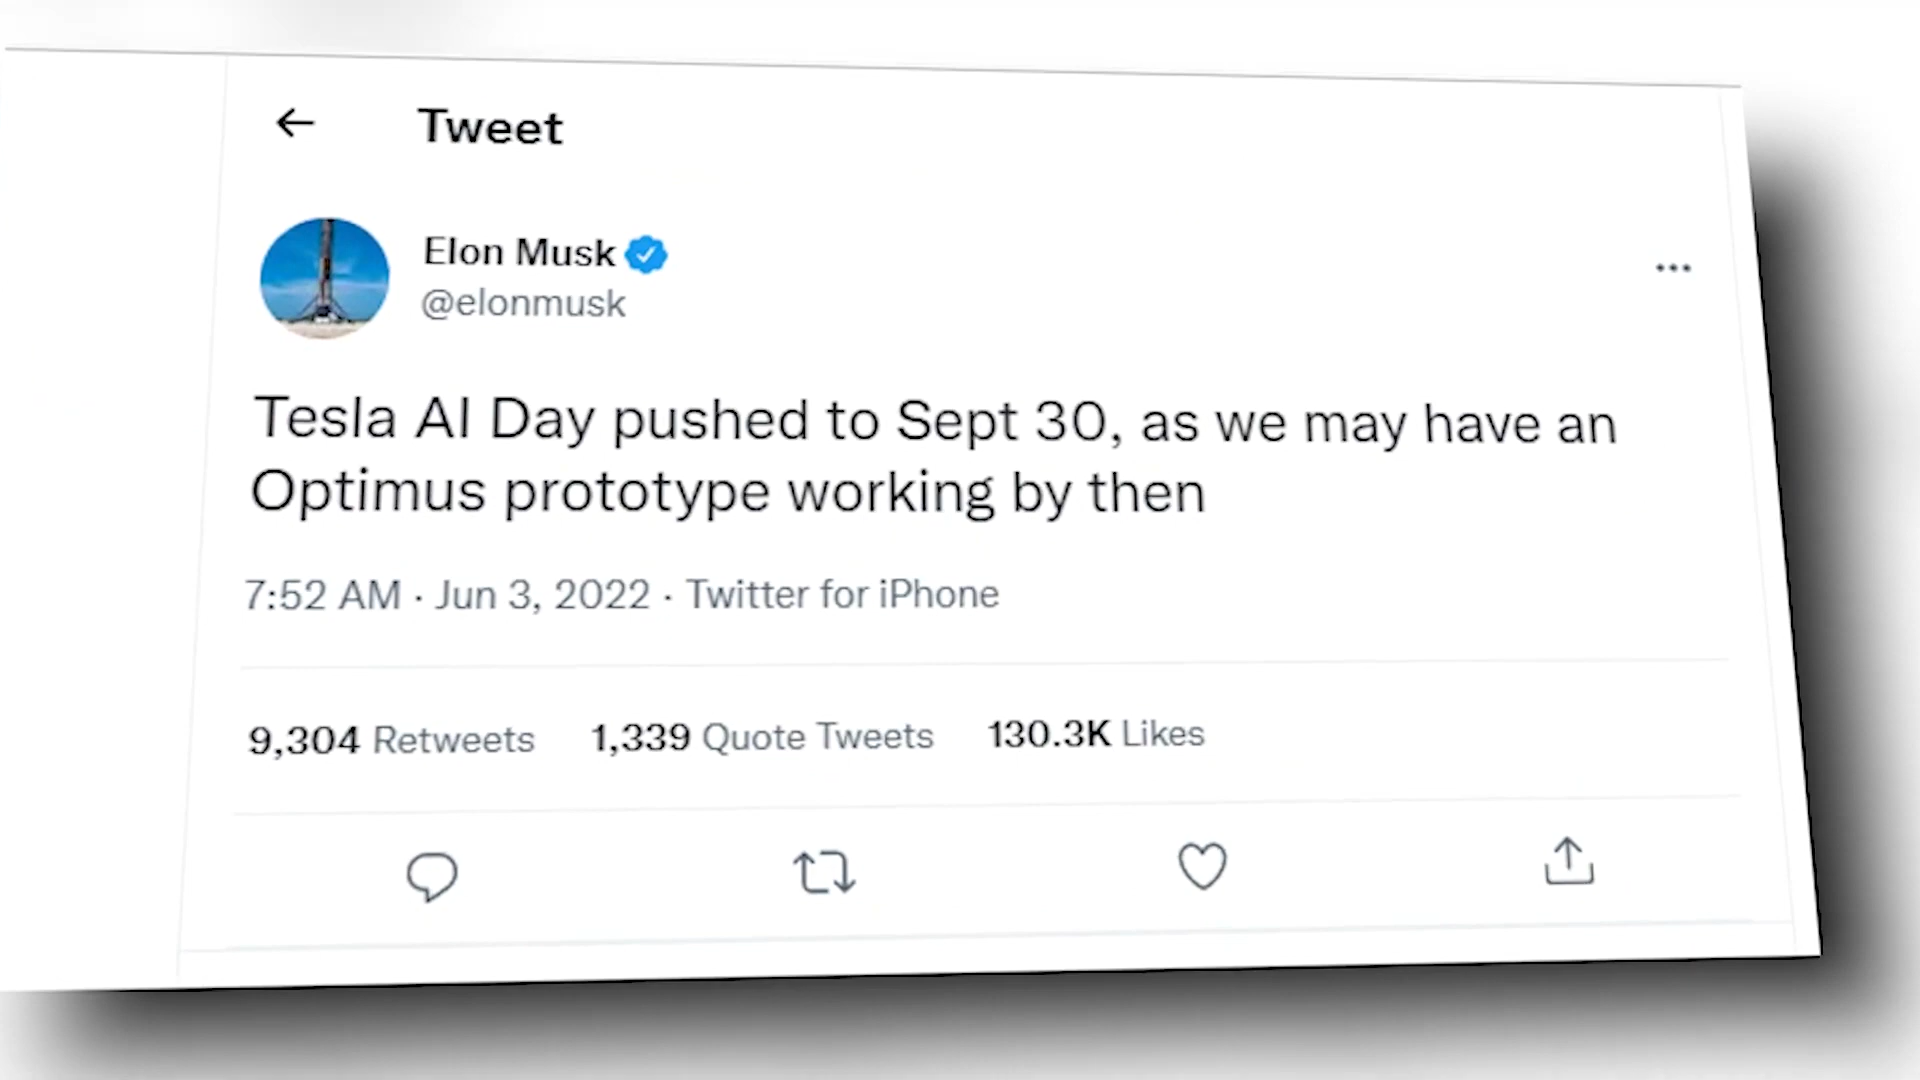 Tweet
Elon Musk
@elonmusk
Tesla AI Day pushed to Sept 30, as we may have an
Optimus prototype working by then
7:52 AM · Jun 3, 2022 · Twitter for iPhone
9,304 Retweets 1,339 Quote Tweets 130.3K Likes